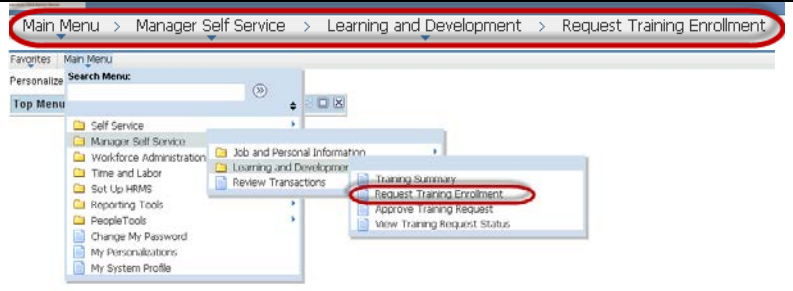 Main Menu > Manager Self Service > Learning and Development > Request Training Enrollment
Favorites Main Menu
Personalize Search Menu:
Top Menu
Self Service
Manager Self Service
Workforce Administration
Time and Labor
Set Up HRMS
Reporting Tools
PeopleTools
Change My Password
My Personalizations
My System Profile
Job and Personal Information
Learning and Developmen
Review Transactions
Training Summary
Request Training Enrollment
Approve Training Request
View Training Request Status